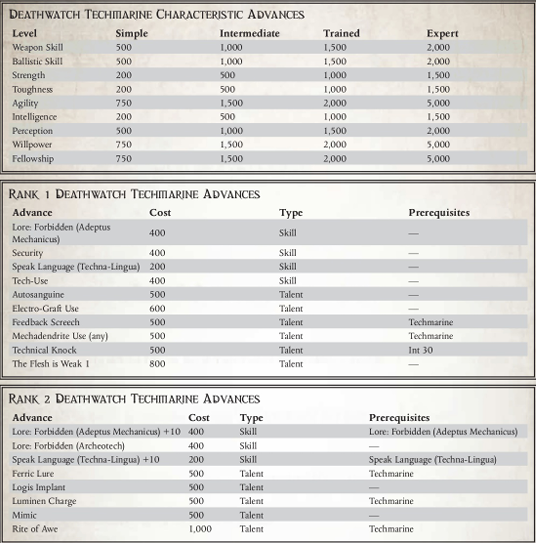 Deathwatch Techmarine Characteristic Advances
Level Simple Intermediate Trained Expert
Weapon Skill 500 1,000 1,500 2,000
Ballistic Skill 500 1,000 1,500 2,000
Strength 200 500 1,000 1,500
Toughness 200 500 1,000 1,500
Agility 750 1,500 2,000 5,000
Intelligence 200 500 1,000 1,500
Perception 500 1,000 1,500 2,000
Willpower 750 1,500 2,000 5,000
Fellowship 750 1,500 2,000 5,000
Rank 1 Deathwatch Techmarine Advances
Advance Cost Type Prerequisites
Lore: Forbidden (Adeptus
Mechanicus) 400 Skill —
Security 400 Skill —
Speak Language (Techna-Lingua) 200 Skill —
Tech-Use 400 Skill —
Autosanguine 500 Talent —
Electro-Graft Use 600 Talent —
Feedback Screech 500 Talent Techmarine
Mechadendrite Use (any) 500 Talent Techmarine
Technical Knock 500 Talent Int 30
The Flesh is Weak 1 800 Talent —
Rank 2 Deathwatch Techmarine Advances
Advance Cost Type Prerequisites
Lore: Forbidden (Adeptus Mechanicus) +10 400 Skill Lore: Forbidden (Adeptus Mechanicus)
Lore: Forbidden (Archeotech) 400 Skill —
Speak Language (Techna-Lingua) +10 200 Skill Speak Language (Techna-Lingua)
Ferric Lure 500 Talent Techmarine
Logis Implant 500 Talent —
Luminen Charge 500 Talent Techmarine
Mimic 500 Talent —
Rite of Awe 1,000 Talent Techmarine